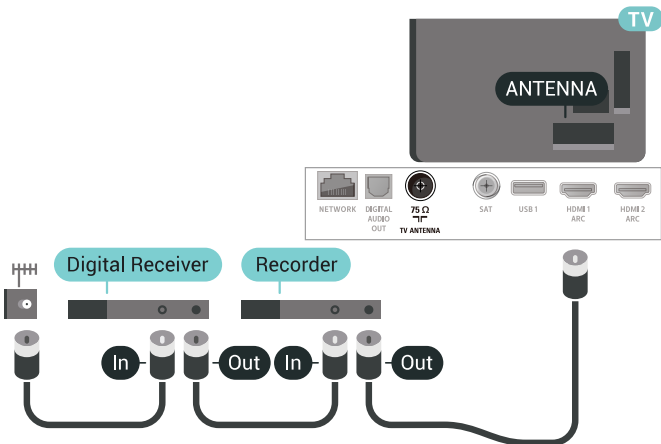 TV
ANTENNA
NETWORK
DIGITAL
AUDIO
OUT
75 Ω
TV ANTENNA
SAT
USB 1
HDMI 1
ARC
HDMI 2
ARC
Digital Receiver
Recorder
In
Out
In
Out